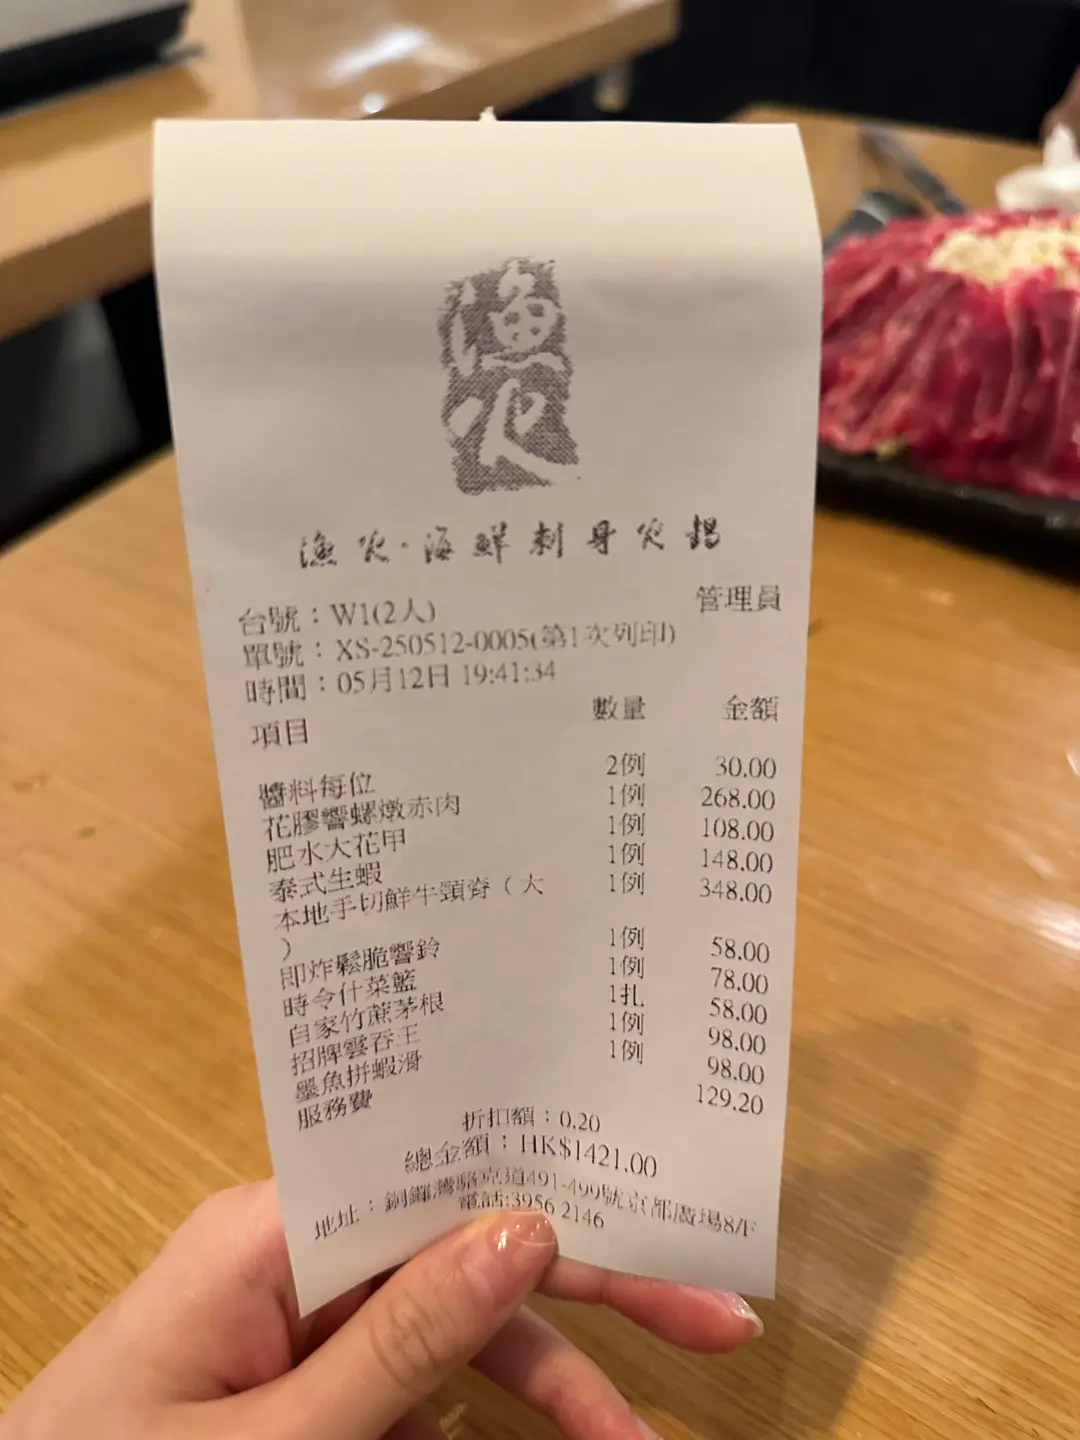 漁火
漁火·海鮮刺身火鍋
管理員
台號：W1(2人)
單號：XS-250512-0005(第1次列印)
時間：05月12日 19:41:34
項目 數量 金額
醬料每位 2例 30.00
花膠響螺燉赤肉 1例 268.00
肥水大花甲 1例 108.00
泰式生蝦 1例 148.00
本地手切鮮牛頸脊（大 1例 348.00
）
即炸鬆脆響鈴 1例 58.00
時令什菜籃 1例 78.00
自家竹蔗茅根 1扎 58.00
招牌雲吞王 1例 98.00
墨魚拼蝦滑 1例 98.00
服務費 129.20
折扣額：0.20
總金額：HK$1421.00
地址：銅鑼灣駱克道491-499號京都廣場8/F
電話:3956 2146